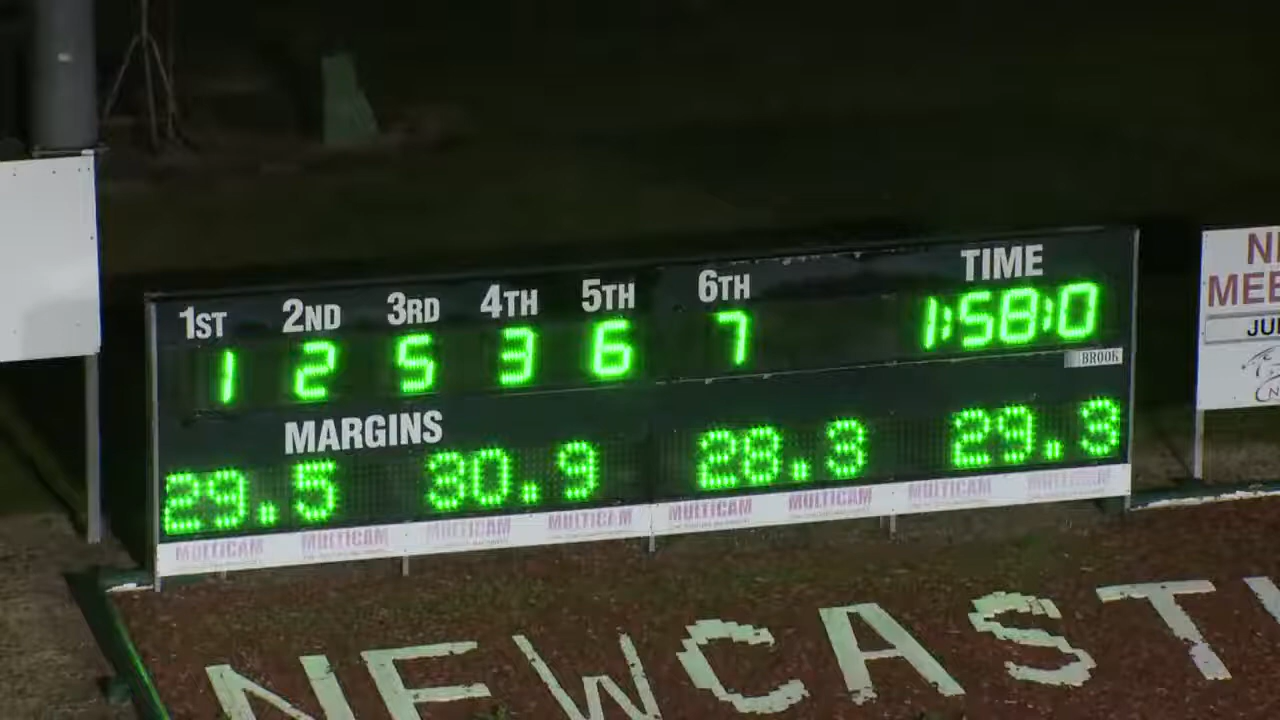 1ST 2ND 3RD 4TH 5TH 6TH TIME
1 2 5 3 6 7 1:58:0
BROOK
MARGINS
29.5 30.9 28.3 29.3
MULTICAM MULTICAM MULTICAM MULTICAM MULTICAM MULTICAM MULTICAM
NEWCAST